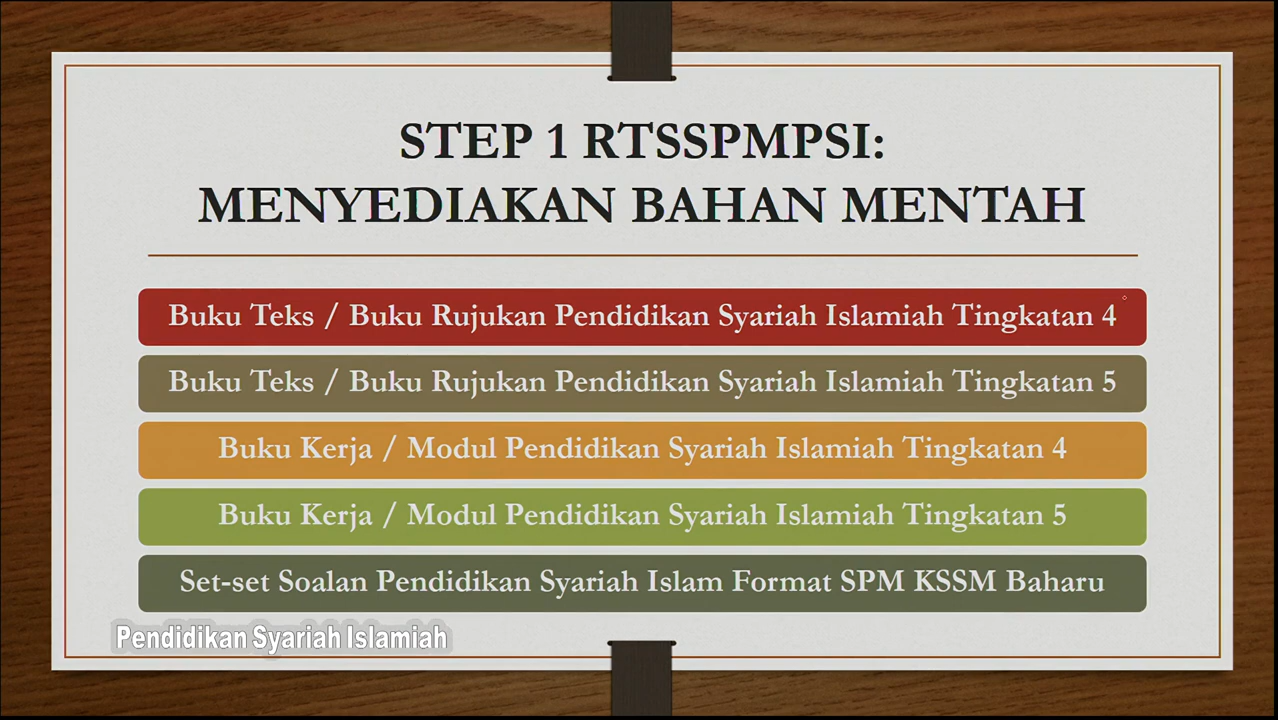 STEP 1 RTSSPMPSI:
MENYEDIAKAN BAHAN MENTAH
Buku Teks / Buku Rujukan Pendidikan Syariah Islamiah Tingkatan 4
Buku Teks / Buku Rujukan Pendidikan Syariah Islamiah Tingkatan 5
Buku Kerja / Modul Pendidikan Syariah Islamiah Tingkatan 4
Buku Kerja / Modul Pendidikan Syariah Islamiah Tingkatan 5
Set-set Soalan Pendidikan Syariah Islam Format SPM KSSM Baharu
Pendidikan Syariah Islamiah